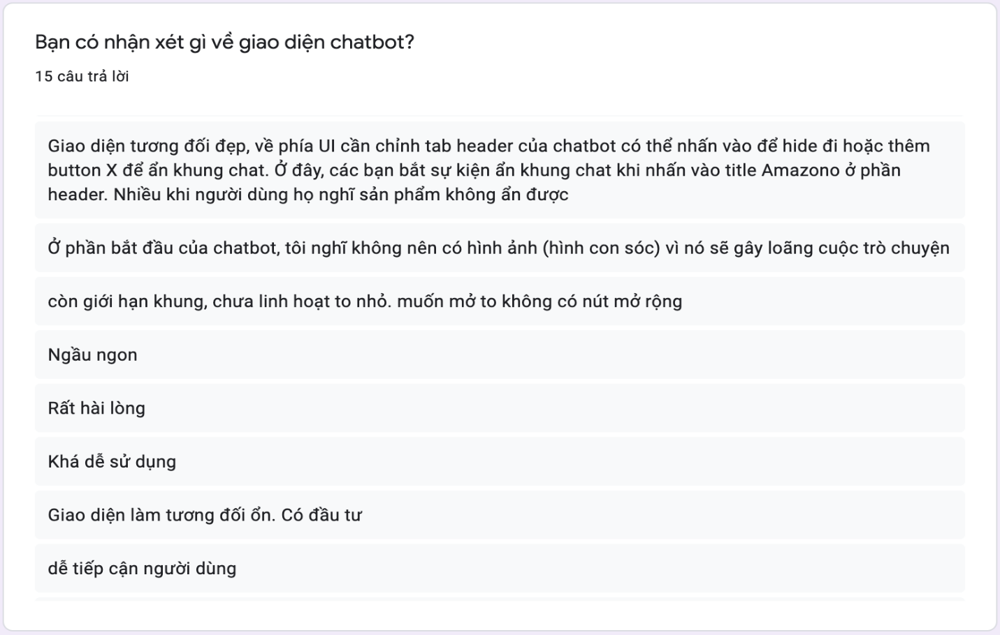 Bạn có nhận xét gì về giao diện chatbot?
15 câu trả lời
Giao diện tương đối đẹp, về phía UI cần chỉnh tab header của chatbot có thể nhấn vào để hide đi hoặc thêm
button X để ẩn khung chat. Ở đây, các bạn bắt sự kiện ẩn khung chat khi nhấn vào title Amazono ở phần
header. Nhiều khi người dùng họ nghĩ sản phẩm không ẩn được
Ở phần bắt đầu của chatbot, tôi nghĩ không nên có hình ảnh (hình con sóc) vì nó sẽ gây loãng cuộc trò chuyện
còn giới hạn khung, chưa linh hoạt to nhỏ. muốn mở to không có nút mở rộng
Ngầu ngon
Rất hài lòng
Khá dễ sử dụng
Giao diện làm tương đối ổn. Có đầu tư
dễ tiếp cận người dùng